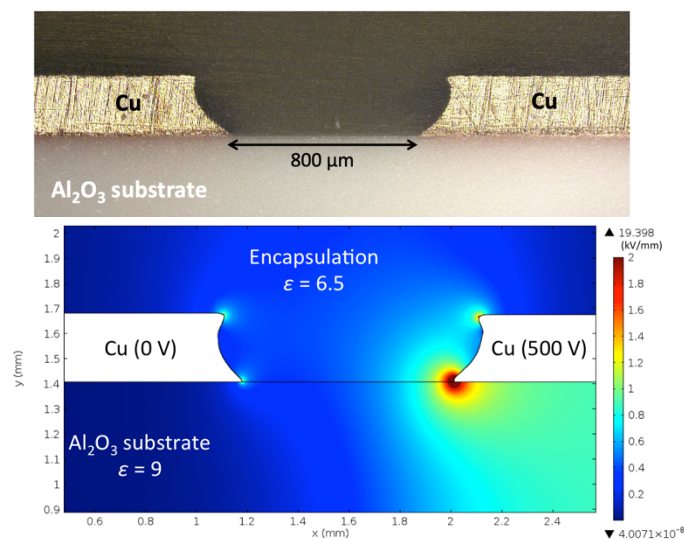 Cu
Cu
800 µm
Al₂O₃ substrate
2
1.9
1.8
1.7
1.6
1.5
1.4
1.3
1.2
1.1
1
0.9
y (mm)
Encapsulation
ε = 6.5
Cu (0 V)
Cu (500 V)
Al₂O₃ substrate
ε = 9
0.6
0.8
1
1.2
1.4
1.6
1.8
2
2.2
2.4
x (mm)
▲ 19.398
(kV/mm)
2
1.8
1.6
1.4
1.2
1
0.8
0.6
0.4
0.2
▼ 4.0071×10⁻⁸